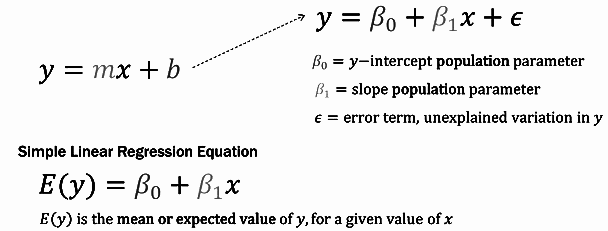 y = β₀ + β₁x + ϵ
y = mx + b
β₀ = y−intercept population parameter
β₁ = slope population parameter
ϵ = error term, unexplained variation in y
Simple Linear Regression Equation
E(y) = β₀ + β₁x
E(y) is the mean or expected value of y, for a given value of x